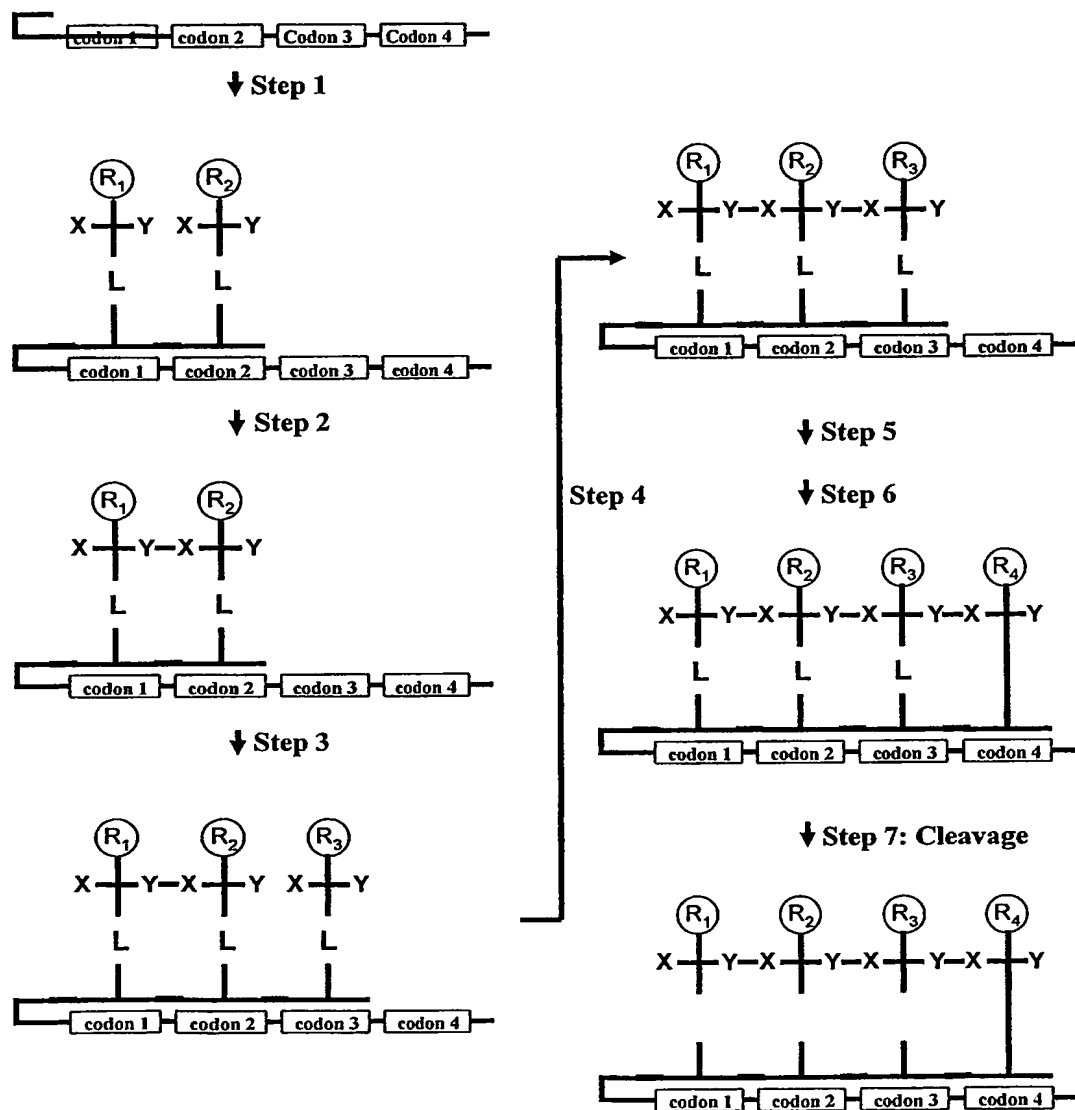 codon 1 codon 2 Codon 3 Codon 4
Step 1
R1 R2
X Y X Y
L L
codon 1 codon 2 codon 3 codon 4
Step 2
R1 R2
X Y-X Y
L L
codon 1 codon 2 codon 3 codon 4
Step 3
R1 R2 R3
X Y-X Y X Y
L L L
codon 1 codon 2 codon 3 codon 4
Step 4
R1 R2 R3
X Y-X Y-X Y
L L L
codon 1 codon 2 codon 3 codon 4
Step 5
Step 6
R1 R2 R3 R4
X Y-X Y-X Y-X Y
L L L
codon 1 codon 2 codon 3 codon 4
Step 7: Cleavage
R1 R2 R3 R4
X Y-X Y-X Y-X Y
codon 1 codon 2 codon 3 codon 4